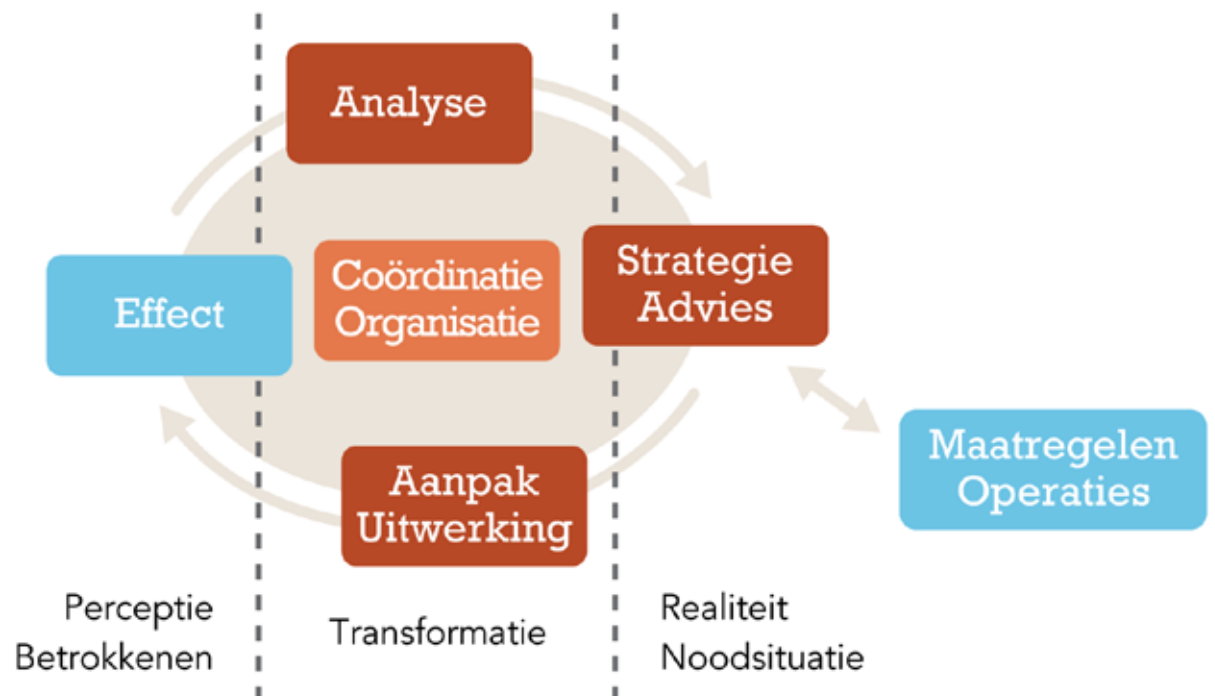 Analyse
Effect
Coördinatie
Organisatie
Strategie
Advies
Aanpak
Uitwerking
Maatregelen
Operaties
Perceptie
Betrokkenen
Transformatie
Realiteit
Noodsituatie